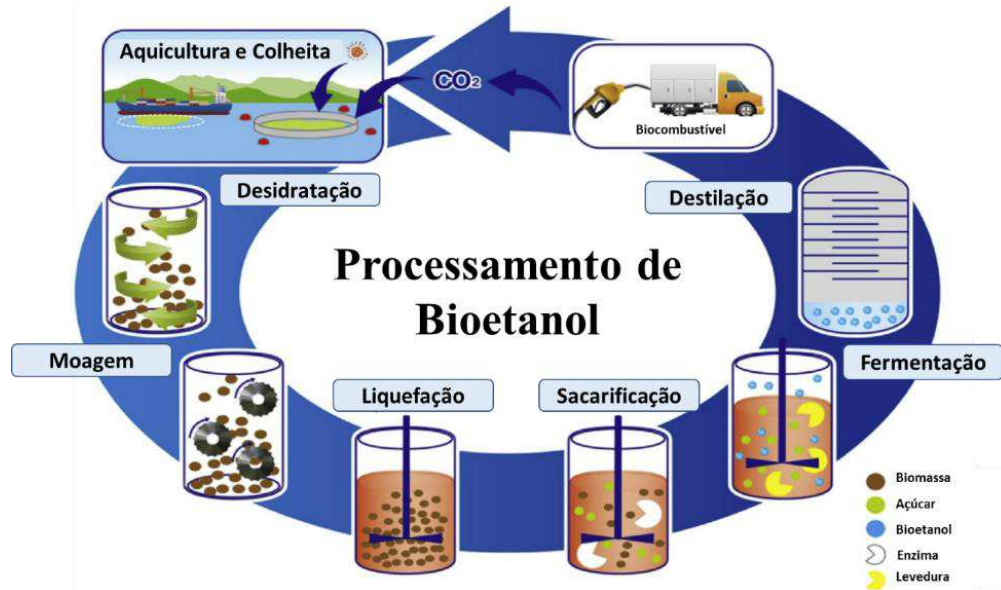 Aquicultura e Colheita
CO₂
Biocombustível
Desidratação
Destilação
Processamento de
Bioetanol
Moagem
Liquefação
Sacarificação
Fermentação
Biomassa
Açúcar
Bioetanol
Enzima
Levedura